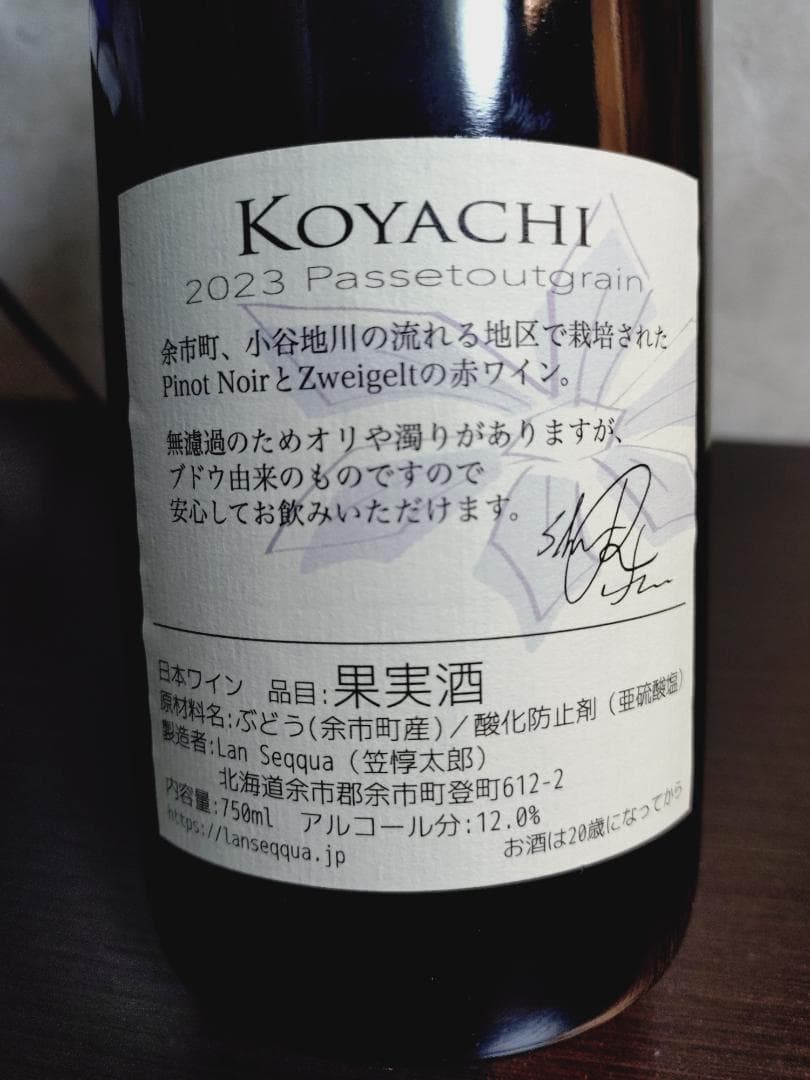 KOYACHI
2023 Passetoutgrain
余市町、小谷地川の流れる地区で栽培された
Pinot NoirとZweigeltの赤ワイン。
無濾過のためオリや濁りがありますが、
ブドウ由来のものですので
安心してお飲みいただけます。
日本ワイン 品目:果実酒
原材料名:ぶどう(余市町産)/酸化防止剤(亜硫酸塩)
製造者:Lan Seqqua(笠惇太郎)
北海道余市郡余市町登町612-2
内容量:750ml アルコール分:12.0%
https://lanseqqua.jp お酒は20歳になってから